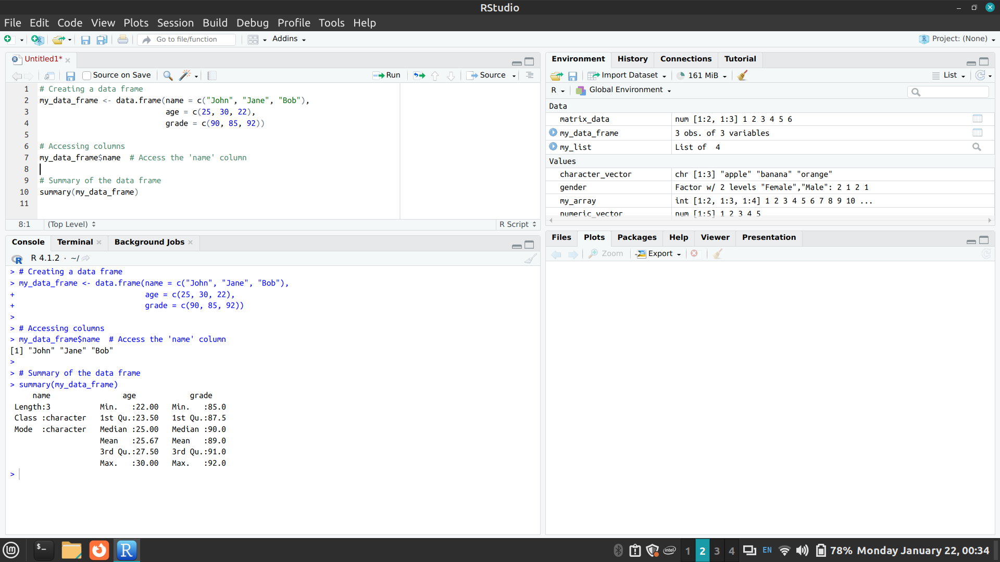 RStudio
File Edit Code View Plots Session Build Debug Profile Tools Help
Go to file/function Addins Project: (None)
Untitled1*
Source on Save Run Source
1 # Creating a data frame
2 my_data_frame <- data.frame(name = c("John", "Jane", "Bob"),
3                             age = c(25, 30, 22),
4                             grade = c(90, 85, 92))
5
6 # Accessing columns
7 my_data_frame$name  # Access the 'name' column
8
9 # Summary of the data frame
10 summary(my_data_frame)
11
8:1 (Top Level) R Script
Console Terminal Background Jobs
R 4.1.2 · ~/
> # Creating a data frame
> my_data_frame <- data.frame(name = c("John", "Jane", "Bob"),
+                             age = c(25, 30, 22),
+                             grade = c(90, 85, 92))
>
> # Accessing columns
> my_data_frame$name  # Access the 'name' column
[1] "John" "Jane" "Bob"
>
> # Summary of the data frame
> summary(my_data_frame)
     name                age            grade
 Length:3           Min.   :22.00   Min.   :85.0
 Class :character   1st Qu.:23.50   1st Qu.:87.5
 Mode  :character   Median :25.00   Median :90.0
                    Mean   :25.67   Mean   :89.0
                    3rd Qu.:27.50   3rd Qu.:91.0
                    Max.   :30.00   Max.   :92.0
>
Environment History Connections Tutorial
Import Dataset 161 MiB List
R Global Environment
Data
matrix_data num [1:2, 1:3] 1 2 3 4 5 6
my_data_frame 3 obs. of 3 variables
my_list List of  4
Values
character_vector chr [1:3] "apple" "banana" "orange"
gender Factor w/ 2 levels "Female","Male": 2 1 2 1
my_array int [1:2, 1:3, 1:4] 1 2 3 4 5 6 7 8 9 10 ...
numeric_vector num [1:5] 1 2 3 4 5
Files Plots Packages Help Viewer Presentation
Zoom Export
$_ R intel 1 2 3 4 EN 78% Monday January 22, 00:34